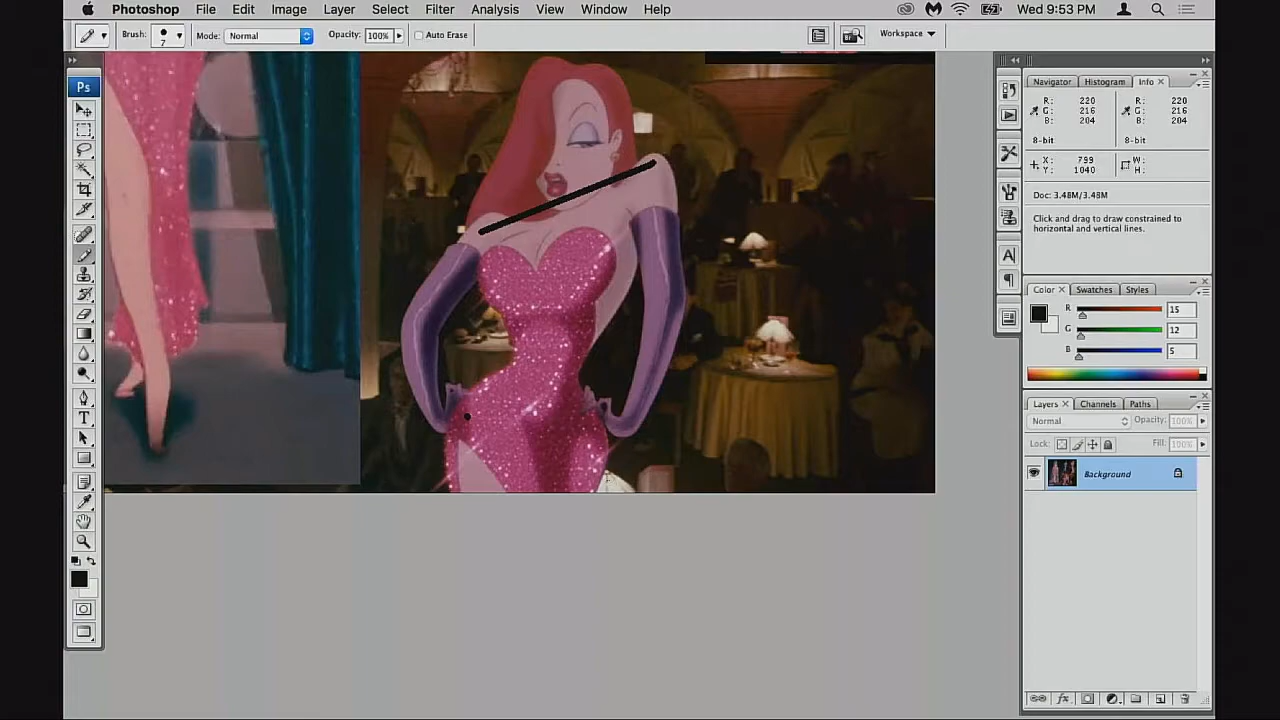 Photoshop File Edit Image Layer Select Filter Analysis View Window Help Wed 9:53 PM
Brush: 7 Mode: Normal Opacity: 100% Auto Erase Workspace
Ps
Navigator Histogram Info
R: 220 R: 220
G: 216 G: 216
B: 204 B: 204
8-bit 8-bit
X: 799 W:
Y: 1040 H:
Doc: 3.48M/3.48M
Click and drag to draw constrained to
horizontal and vertical lines.
Color Swatches Styles
R 15
G 12
B 5
Layers Channels Paths
Normal Opacity: 100%
Lock: Fill: 100%
Background